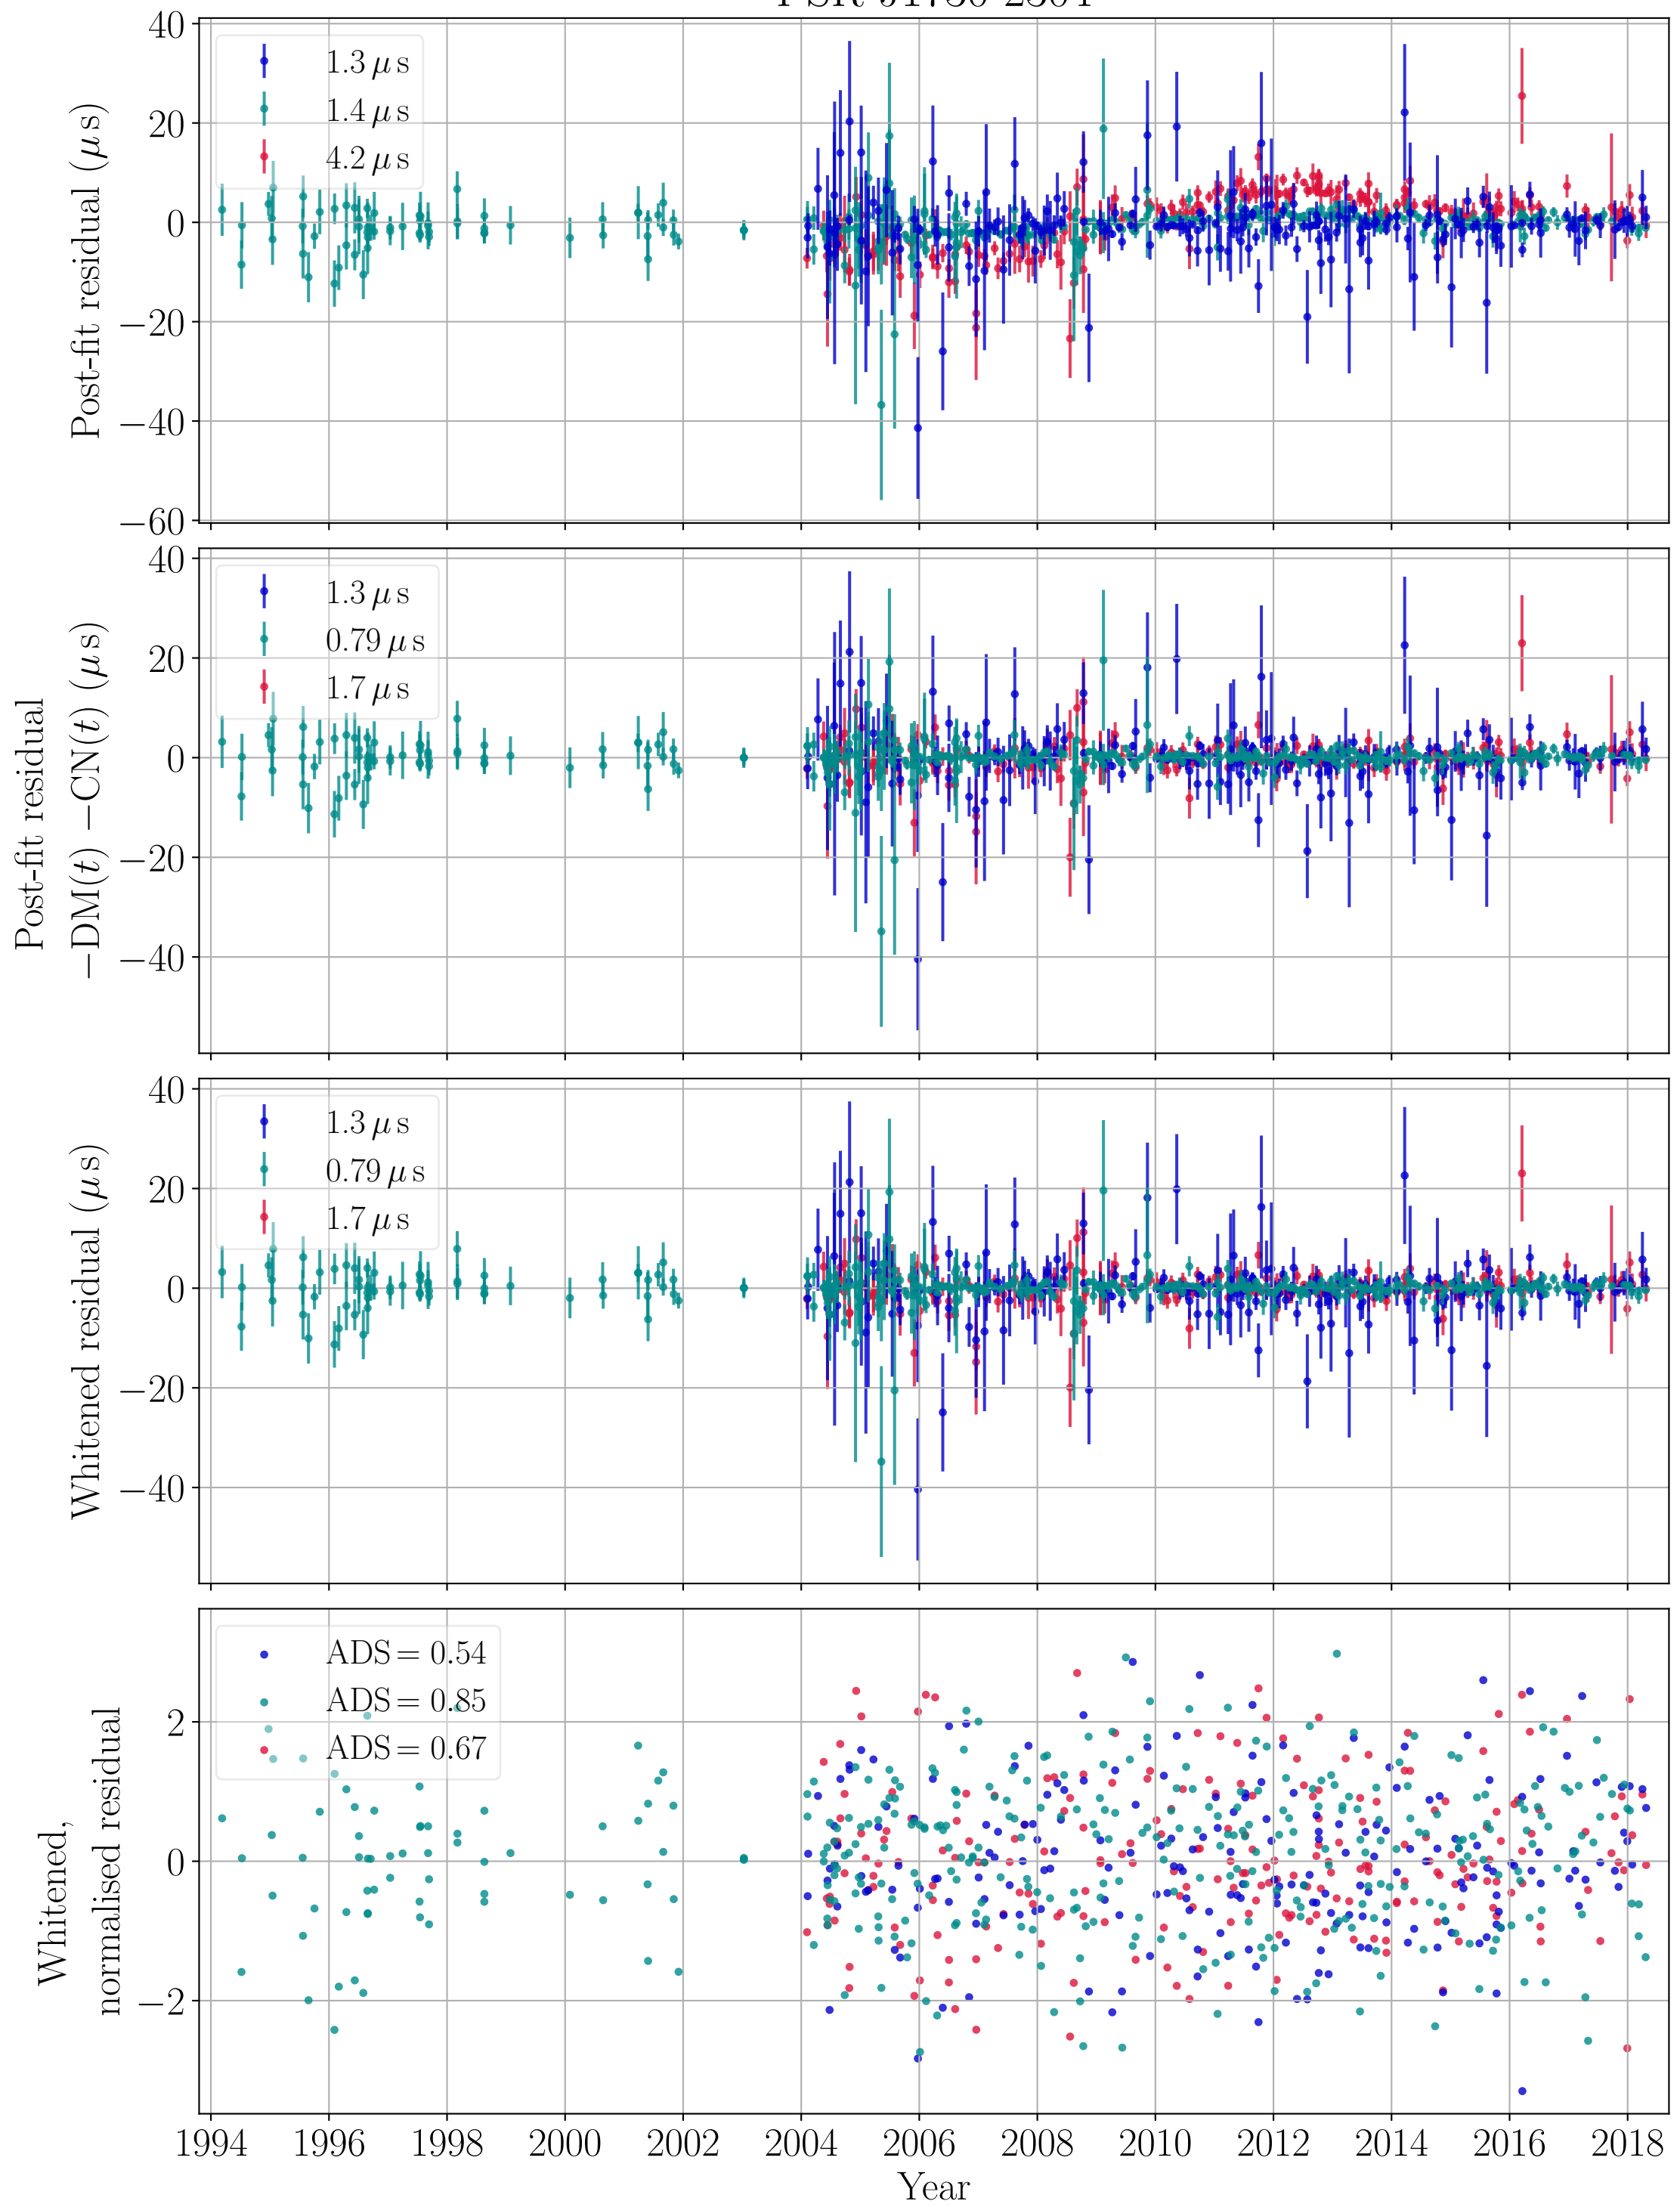 40
20
0
−20
−40
−60
Post-fit residual (μs)
1.3 μs
1.4 μs
4.2 μs
40
20
0
−20
−40
Post-fit residual
−DM(t) −CN(t) (μs)
1.3 μs
0.79 μs
1.7 μs
40
20
0
−20
−40
Whitened residual (μs)
1.3 μs
0.79 μs
1.7 μs
2
0
−2
Whitened,
normalised residual
ADS = 0.54
ADS = 0.85
ADS = 0.67
1994 1996 1998 2000 2002 2004 2006 2008 2010 2012 2014 2016 2018
Year